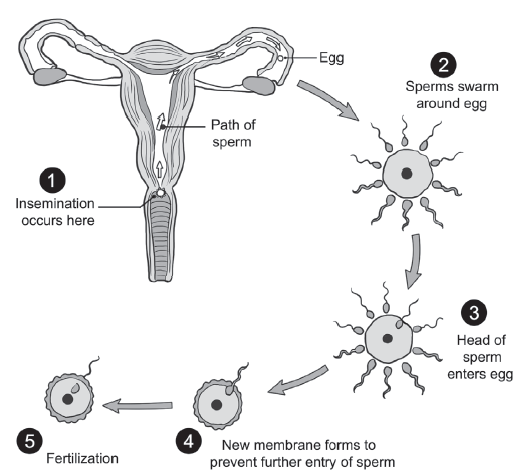 Egg
2
Sperms swarm
around egg
Path of
sperm
1
Insemination
occurs here
3
Head of
sperm
enters egg
4
New membrane forms to
prevent further entry of sperm
5
Fertilization